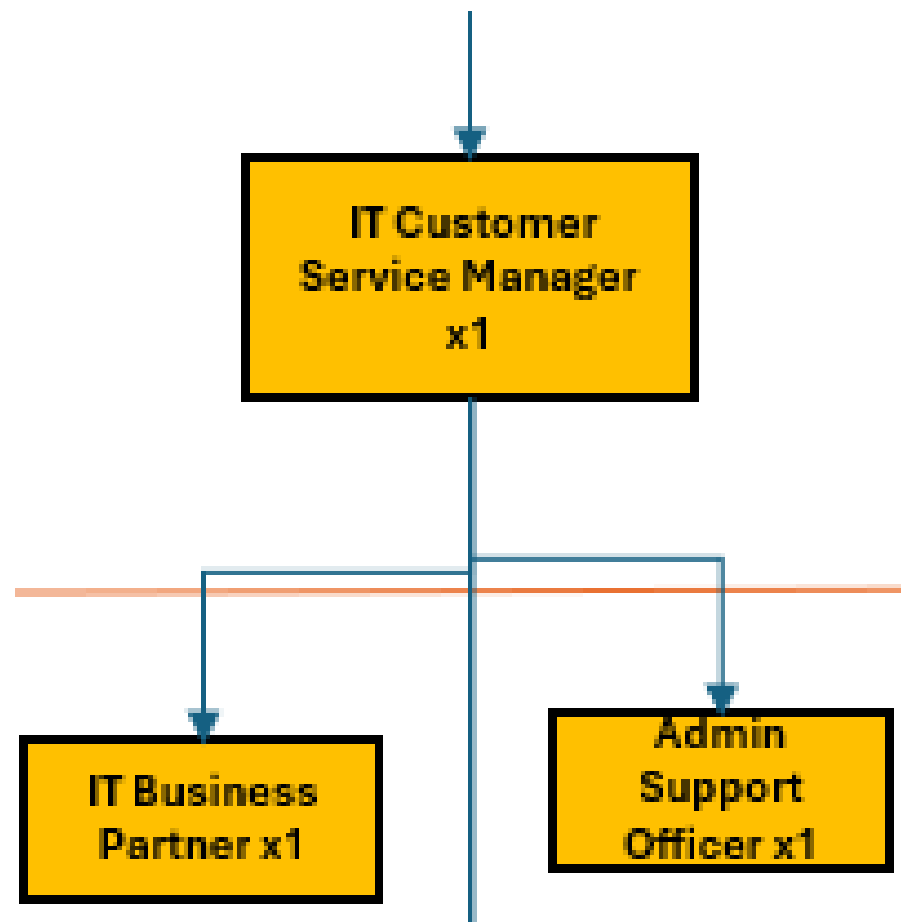 IT Customer
Service Manager
x1
IT Business
Partner x1
Admin
Support
Officer x1